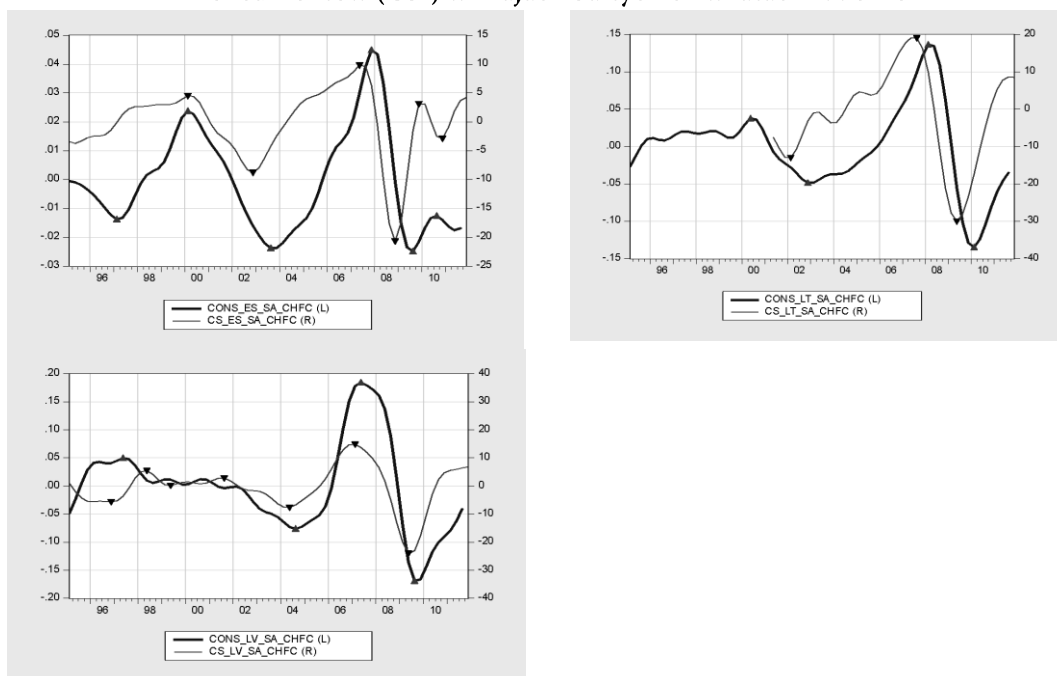 .05 15
.04 10
.03 5
.02 0
.01 -5
.00 -10
-.01 -15
-.02 -20
-.03 -25
96 98 00 02 04 06 08 10
CONS_ES_SA_CHFC (L)
CS_ES_SA_CHFC (R)
.15 20
.10 10
.05 0
.00 -10
-.05 -20
-.10 -30
-.15 -40
96 98 00 02 04 06 08 10
CONS_LT_SA_CHFC (L)
CS_LT_SA_CHFC (R)
.20 40
.15 30
.10 20
.05 10
.00 0
-.05 -10
-.10 -20
-.15 -30
-.20 -40
96 98 00 02 04 06 08 10
CONS_LV_SA_CHFC (L)
CS_LV_SA_CHFC (R)